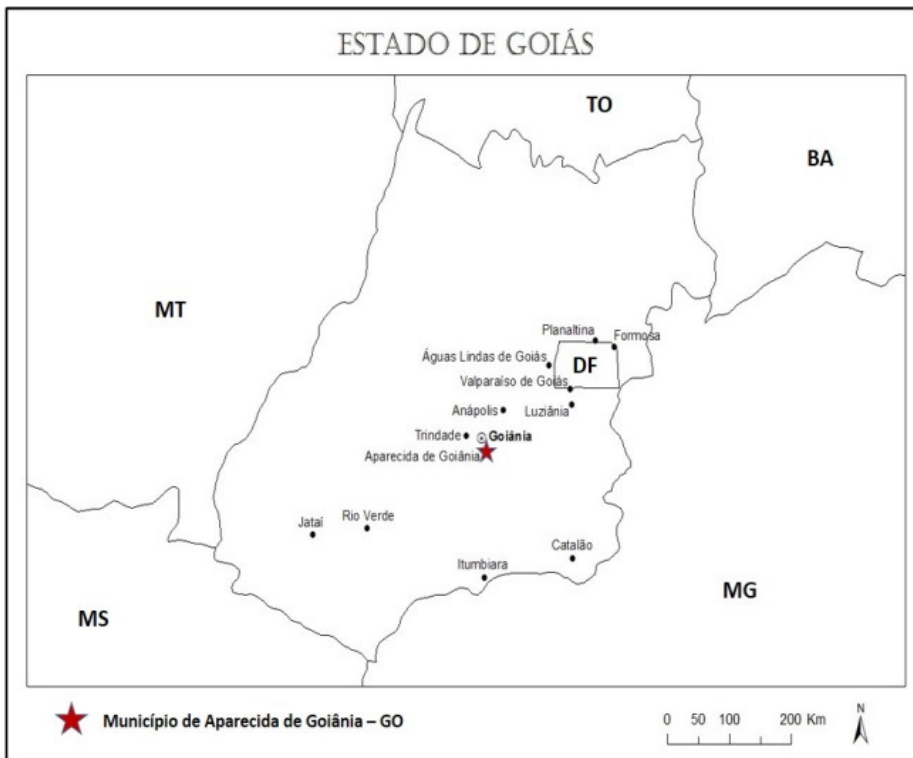 ESTADO DE GOIÁS
TO
BA
MT
Planaltina
Formosa
Águas Lindas de Goiás
DF
Valparaíso de Goiás
Anápolis
Luziânia
Trindade
Goiânia
Aparecida de Goiânia
Jataí
Rio Verde
Catalão
Itumbiara
MS
MG
Município de Aparecida de Goiânia – GO
0 50 100 200 Km
N